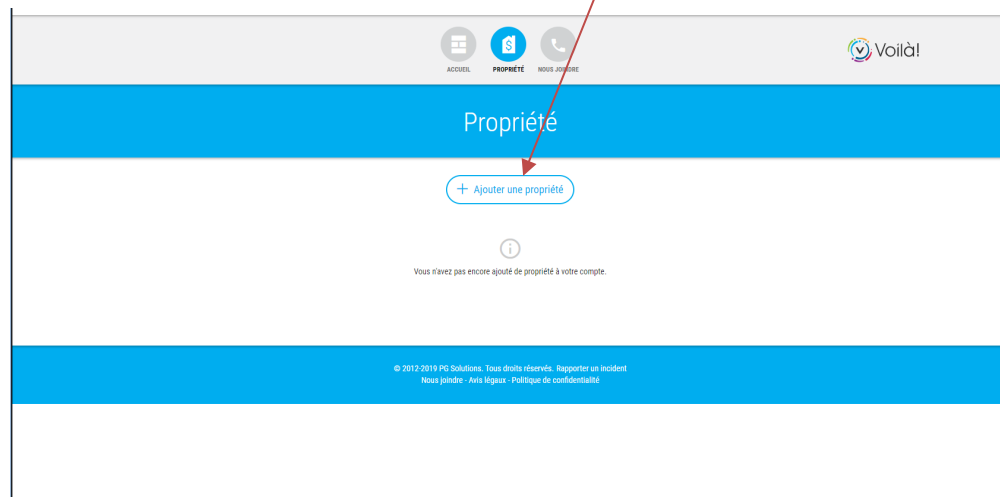 ACCUEIL PROPRIÉTÉ NOUS JOINDRE
Voilà!
Propriété
Ajouter une propriété
Vous n'avez pas encore ajouté de propriété à votre compte.
© 2012-2019 PG Solutions. Tous droits réservés. Rapporter un incident
Nous joindre - Avis légaux - Politique de confidentialité